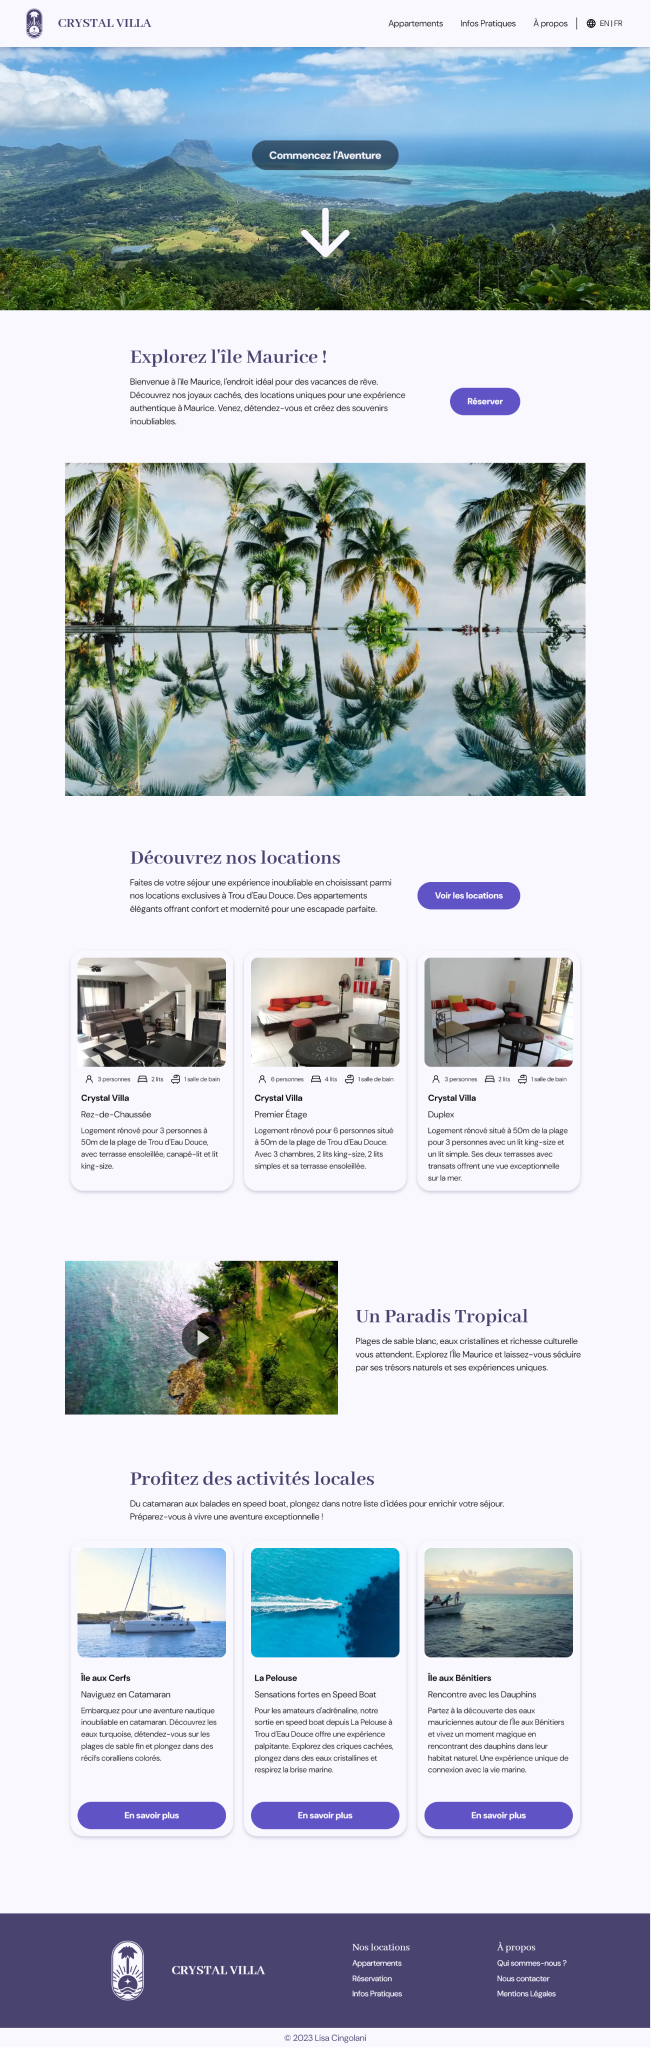 CRYSTAL VILLA
Appartements Infos Pratiques À propos EN | FR
Commencez l'Aventure
Explorez l'île Maurice !
Bienvenue à l'île Maurice, l'endroit idéal pour des vacances de rêve.
Découvrez nos joyaux cachés, des locations uniques pour une expérience
authentique à Maurice. Venez, détendez-vous et créez des souvenirs
inoubliables.
Réserver
Découvrez nos locations
Faites de votre séjour une expérience inoubliable en choisissant parmi
nos locations exclusives à Trou d'Eau Douce. Des appartements
élégants offrant confort et modernité pour une escapade parfaite.
Voir les locations
3 personnes 2 lits 1 salle de bain
Crystal Villa
Rez-de-Chaussée
Logement rénové pour 3 personnes à
50m de la plage de Trou d'Eau Douce,
avec terrasse ensoleillée, canapé-lit et lit
king-size.
6 personnes 4 lits 1 salle de bain
Crystal Villa
Premier Étage
Logement rénové pour 6 personnes situé
à 50m de la plage de Trou d'Eau Douce.
Avec 3 chambres, 2 lits king-size, 2 lits
simples et sa terrasse ensoleillée.
3 personnes 2 lits 1 salle de bain
Crystal Villa
Duplex
Logement rénové situé à 50m de la plage
pour 3 personnes avec un lit king-size et
un lit simple. Ses deux terrasses avec
transats offrent une vue exceptionnelle
sur la mer.
Un Paradis Tropical
Plages de sable blanc, eaux cristallines et richesse culturelle
vous attendent. Explorez l'Île Maurice et laissez-vous séduire
par ses trésors naturels et ses expériences uniques.
Profitez des activités locales
Du catamaran aux balades en speed boat, plongez dans notre liste d'idées pour enrichir votre séjour.
Préparez-vous à vivre une aventure exceptionnelle !
Île aux Cerfs
Naviguez en Catamaran
Embarquez pour une aventure nautique
inoubliable en catamaran. Découvrez les
eaux turquoise, détendez-vous sur les
plages de sable fin et plongez dans des
récifs coralliens colorés.
En savoir plus
La Pelouse
Sensations fortes en Speed Boat
Pour les amateurs d'adrénaline, notre
sortie en speed boat depuis La Pelouse à
Trou d'Eau Douce offre une expérience
palpitante. Explorez des criques cachées,
plongez dans des eaux cristallines et
respirez la brise marine.
En savoir plus
Île aux Bénitiers
Rencontre avec les Dauphins
Partez à la découverte des eaux
mauriciennes autour de l'Île aux Bénitiers
et vivez un moment magique en
rencontrant des dauphins dans leur
habitat naturel. Une expérience unique de
connexion avec la vie marine.
En savoir plus
CRYSTAL VILLA
Nos locations
Appartements
Réservation
Infos Pratiques
À propos
Qui sommes-nous ?
Nous contacter
Mentions Légales
© 2023 Lisa Cingolani